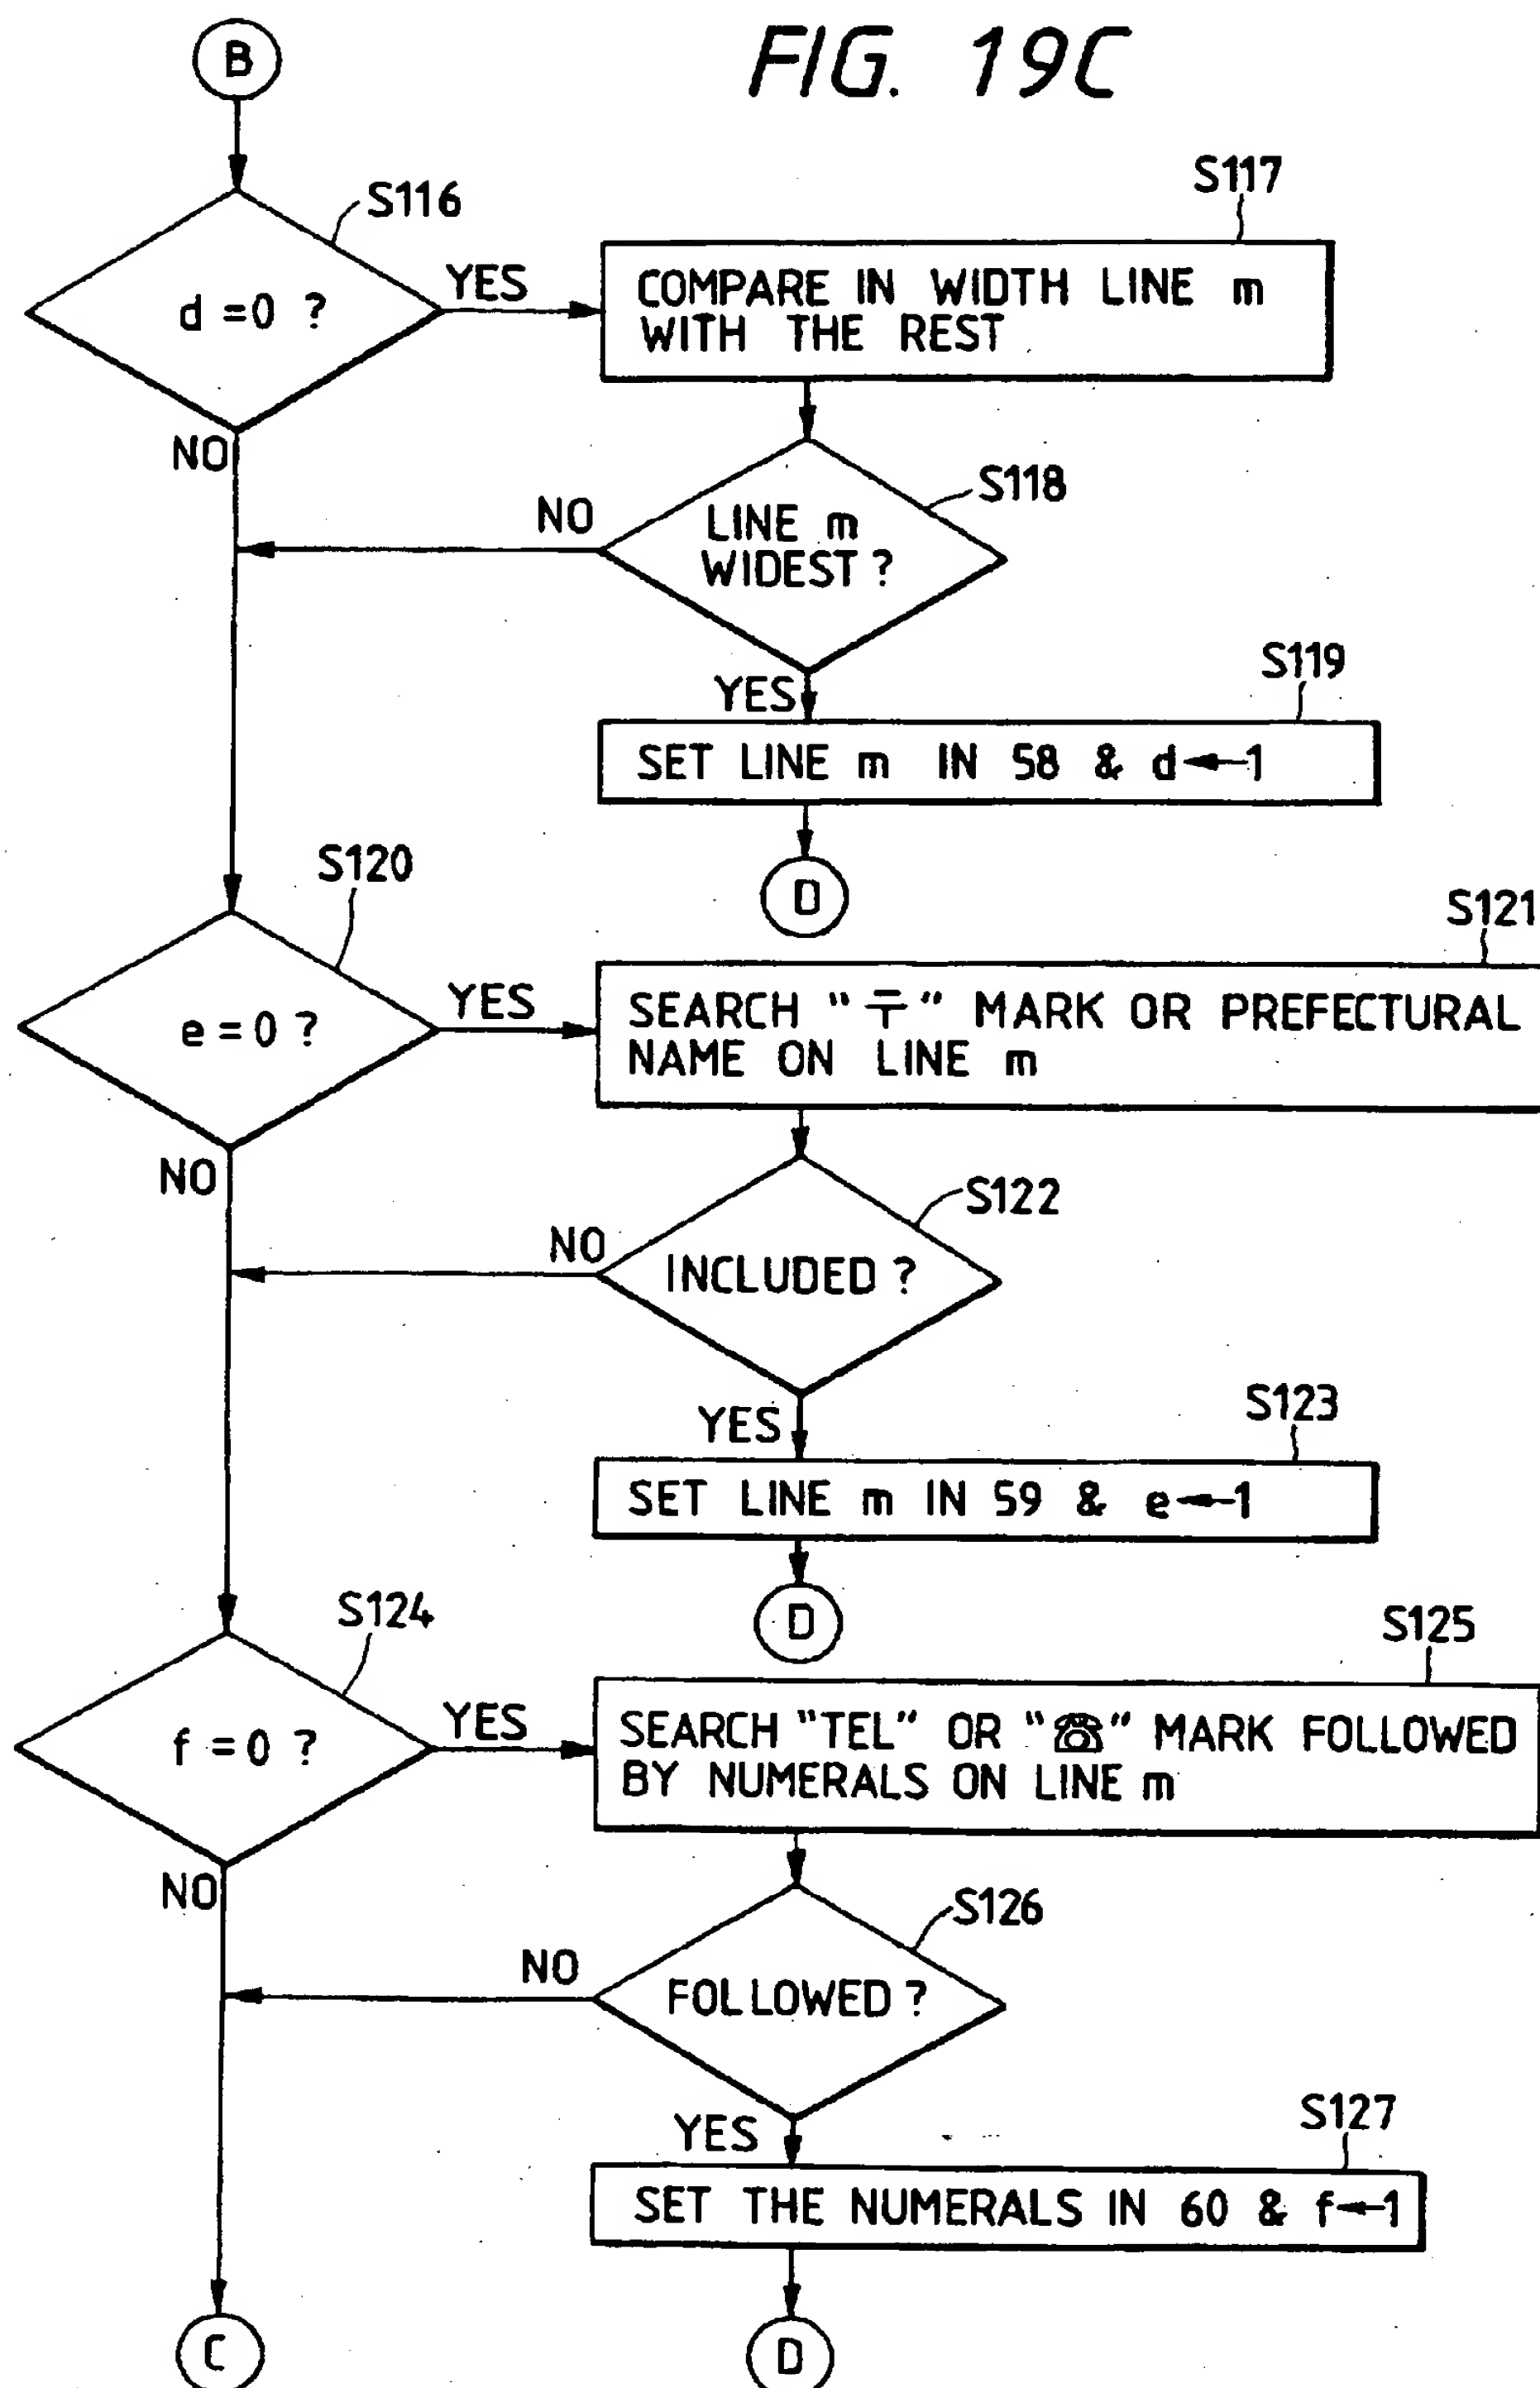 FIG. 19C
B
S116
d = 0 ?
YES
NO
S117
COMPARE IN WIDTH LINE m
WITH THE REST
S118
LINE m
WIDEST ?
NO
YES
S119
SET LINE m IN 58 & d←1
D
S120
e = 0 ?
YES
NO
S121
SEARCH "〒" MARK OR PREFECTURAL
NAME ON LINE m
S122
INCLUDED ?
NO
YES
S123
SET LINE m IN 59 & e←1
D
S124
f = 0 ?
YES
NO
S125
SEARCH "TEL" OR "☎" MARK FOLLOWED
BY NUMERALS ON LINE m
S126
FOLLOWED ?
NO
YES
S127
SET THE NUMERALS IN 60 & f←1
C
D